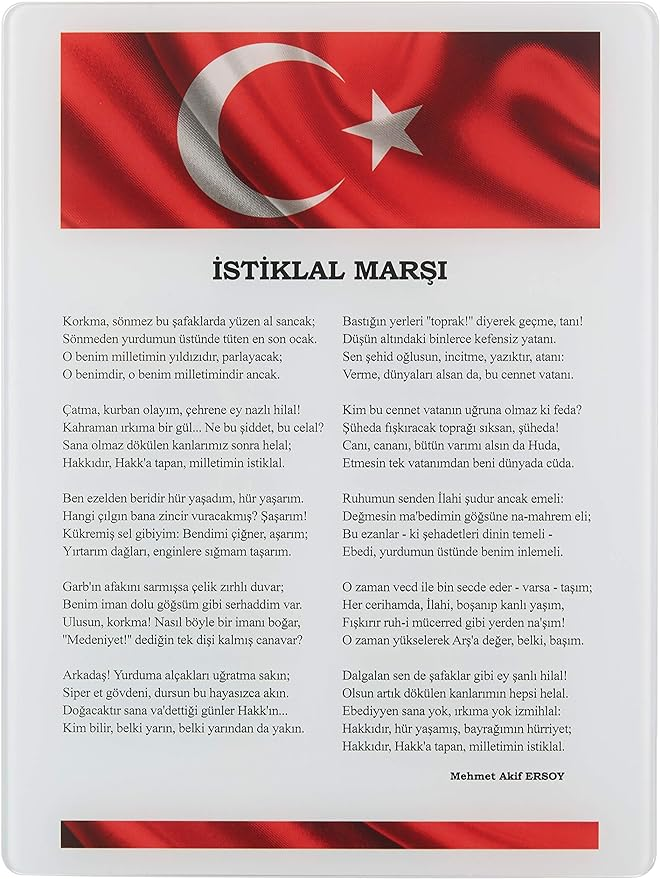 İSTİKLAL MARŞI
Korkma, sönmez bu şafaklarda yüzen al sancak;
Sönmeden yurdumun üstünde tüten en son ocak.
O benim milletimin yıldızıdır, parlayacak;
O benimdir, o benim milletimindir ancak.
Çatma, kurban olayım, çehrene ey nazlı hilal!
Kahraman ırkıma bir gül... Ne bu şiddet, bu celal?
Sana olmaz dökülen kanlarımız sonra helal;
Hakkıdır, Hakk'a tapan, milletimin istiklal.
Ben ezelden beridir hür yaşadım, hür yaşarım.
Hangi çılgın bana zincir vuracakmış? Şaşarım!
Kükremiş sel gibiyim: Bendimi çiğner, aşarım;
Yırtarım dağları, enginlere sığmam taşarım.
Garb'ın afakını sarmışsa çelik zırhlı duvar;
Benim iman dolu göğsüm gibi serhaddim var.
Ulusun, korkma! Nasıl böyle bir imanı boğar,
"Medeniyet!" dediğin tek dişi kalmış canavar?
Arkadaş! Yurduma alçakları uğratma sakın;
Siper et gövdeni, dursun bu hayasızca akın.
Doğacaktır sana va'dettiği günler Hakk'ın...
Kim bilir, belki yarın, belki yarından da yakın.
Bastığın yerleri "toprak!" diyerek geçme, tanı!
Düşün altındaki binlerce kefensiz yatanı.
Sen şehid oğlusun, incitme, yazıktır, atanı:
Verme, dünyaları alsan da, bu cennet vatanı.
Kim bu cennet vatanın uğruna olmaz ki feda?
Şüheda fışkıracak toprağı sıksan, şüheda!
Canı, cananı, bütün varımı alsın da Huda,
Etmesin tek vatanımdan beni dünyada cüda.
Ruhumun senden İlahi şudur ancak emeli:
Değmesin ma'bedimin göğsüne na-mahrem eli;
Bu ezanlar - ki şehadetleri dinin temeli -
Ebedi, yurdumun üstünde benim inlemeli.
O zaman vecd ile bin secde eder - varsa - taşım;
Her cerihamda, İlahi, boşanıp kanlı yaşım,
Fışkırır ruh-i mücerred gibi yerden na'şım!
O zaman yükselerek Arş'a değer, belki, başım.
Dalgalan sen de şafaklar gibi ey şanlı hilal!
Olsun artık dökülen kanlarımın hepsi helal.
Ebediyyen sana yok, ırkıma yok izmihlal:
Hakkıdır, hür yaşamış, bayrağımın hürriyet;
Hakkıdır, Hakk'a tapan, milletimin istiklal.
Mehmet Akif ERSOY